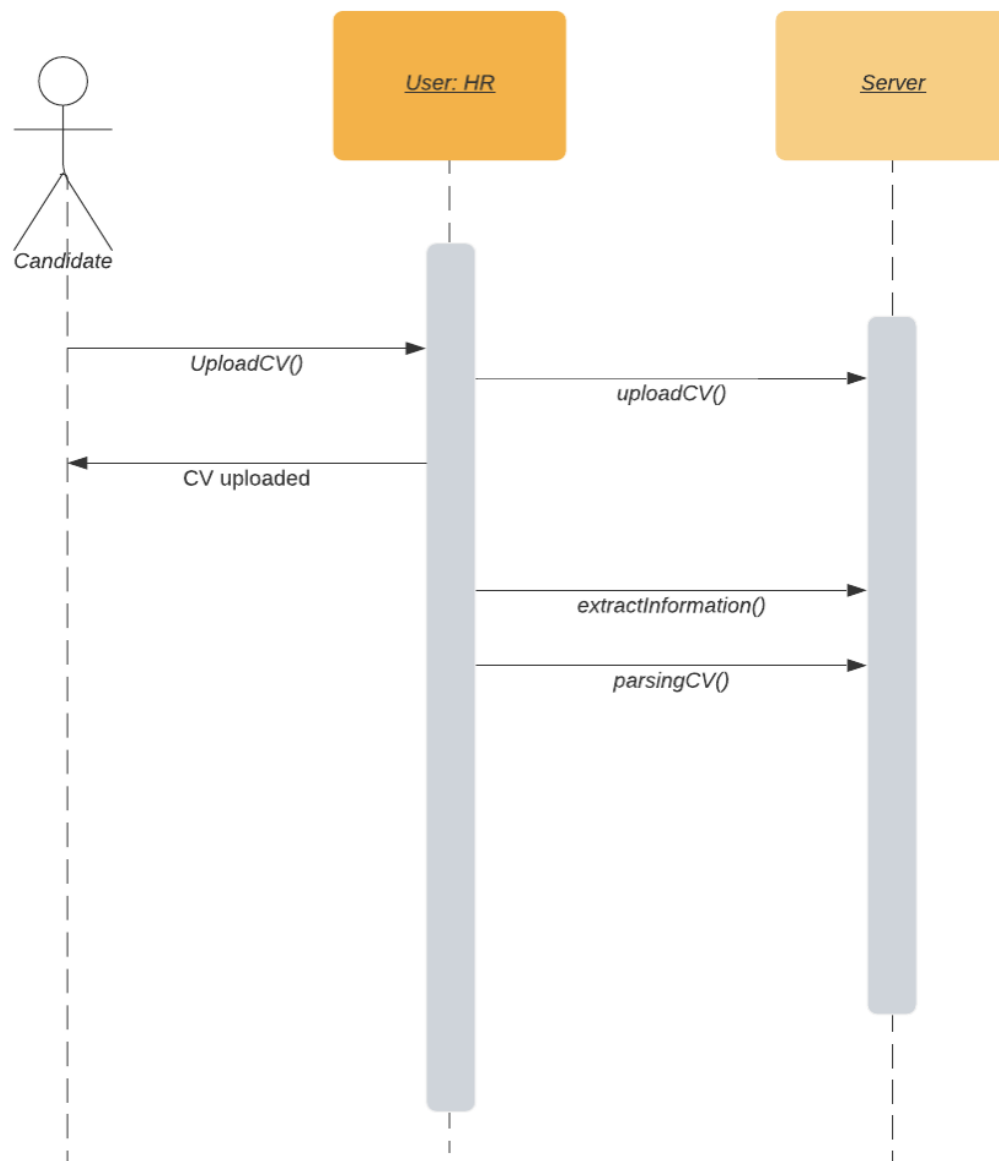 User: HR
Server
Candidate
UploadCV()
uploadCV()
CV uploaded
extractInformation()
parsingCV()